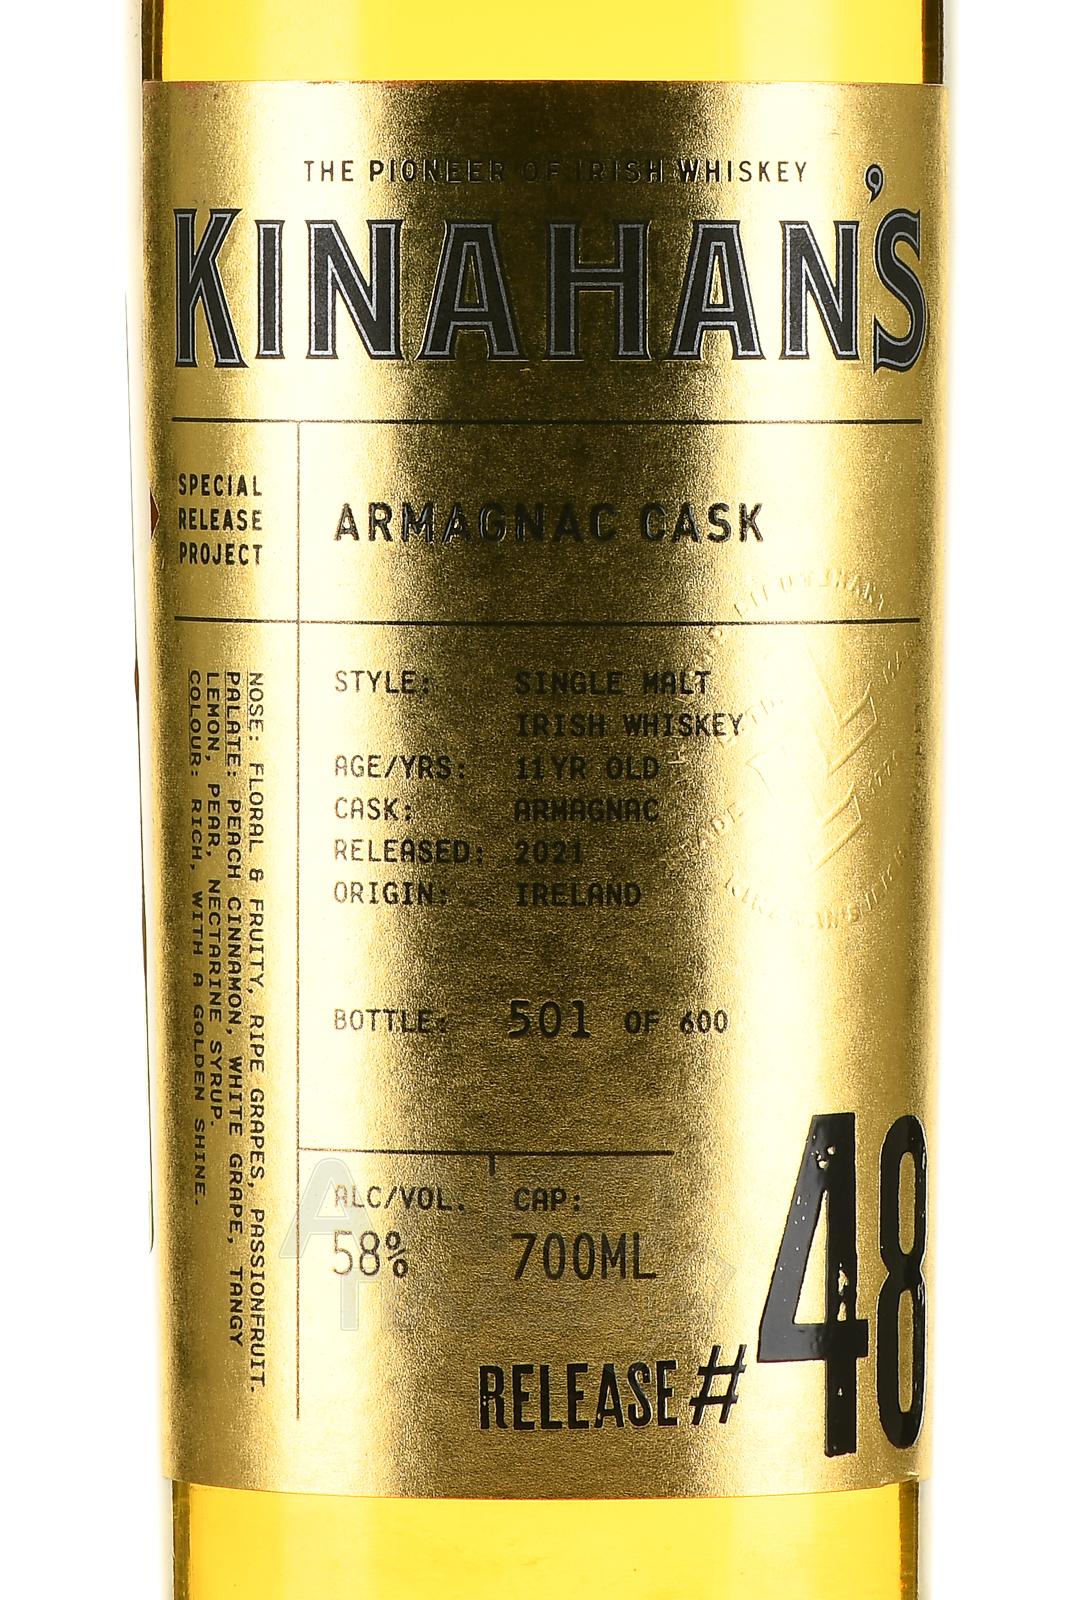 THE PIONEER OF IRISH WHISKEY
KINAHAN'S
SPECIAL
RELEASE
PROJECT
ARMAGNAC CASK
STYLE: SINGLE MALT
IRISH WHISKEY
AGE/YRS: 11YR OLD
CASK: ARMAGNAC
RELEASED: 2021
ORIGIN: IRELAND
BOTTLE: 501 OF 600
NOSE: FLORAL & FRUITY, RIPE GRAPES, PASSIONFRUIT.
PALATE: PEACH CINNAMON, WHITE GRAPE, TANGY
LEMON, PEAR, NECTARINE SYRUP.
COLOUR: RICH, WITH A GOLDEN SHINE.
ALC/VOL. CAP:
58% 700ML
RELEASE #48
LIEUTENANT
KINAHAN'S